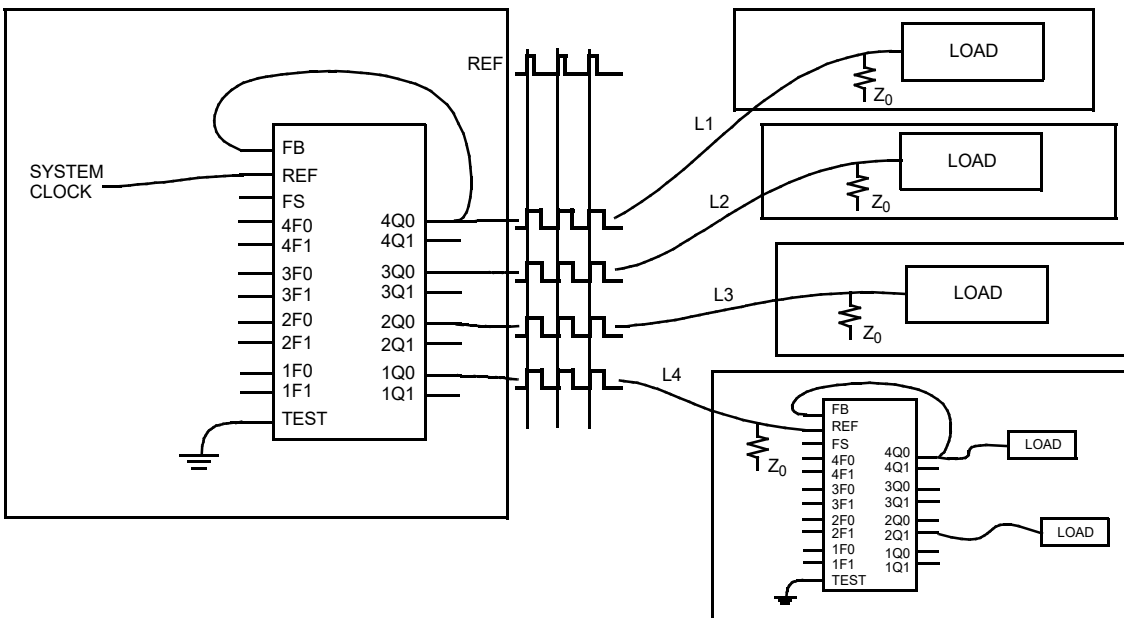 REF
SYSTEM
CLOCK
FB
REF
FS
4F0
4F1
3F0
3F1
2F0
2F1
1F0
1F1
TEST
4Q0
4Q1
3Q0
3Q1
2Q0
2Q1
1Q0
1Q1
L1
L2
L3
L4
LOAD
Z0
LOAD
Z0
LOAD
Z0
Z0
FB
REF
FS
4F0
4F1
3F0
3F1
2F0
2F1
1F0
1F1
TEST
4Q0
4Q1
3Q0
3Q1
2Q0
2Q1
1Q0
1Q1
LOAD
LOAD